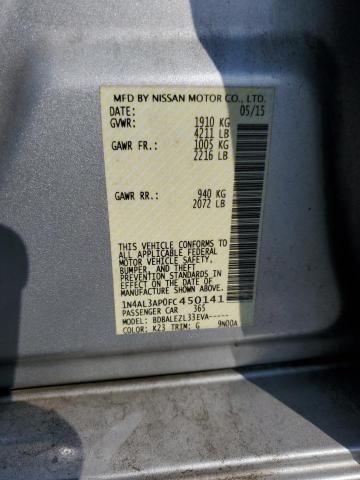 MFD BY NISSAN MOTOR CO., LTD.
DATE: 05/15
GVWR: 1910 KG
4211 LB
GAWR FR.: 1005 KG
2216 LB
GAWR RR.: 940 KG
2072 LB
THIS VEHICLE CONFORMS TO ALL
APPLICABLE FEDERAL MOTOR
VEHICLE SAFETY SECURITY,
BUMPER, AND THEFT
PREVENTION STANDARDS IN
EFFECT ON THE DATE OF
MANUFACTURE SHOWN ABOVE.
1N4AL3AP0FC450141
PASSENGER CAR 365
MODEL: BDBALEZL33EVA-----
COLOR: K23 TRIM: G 9N00A